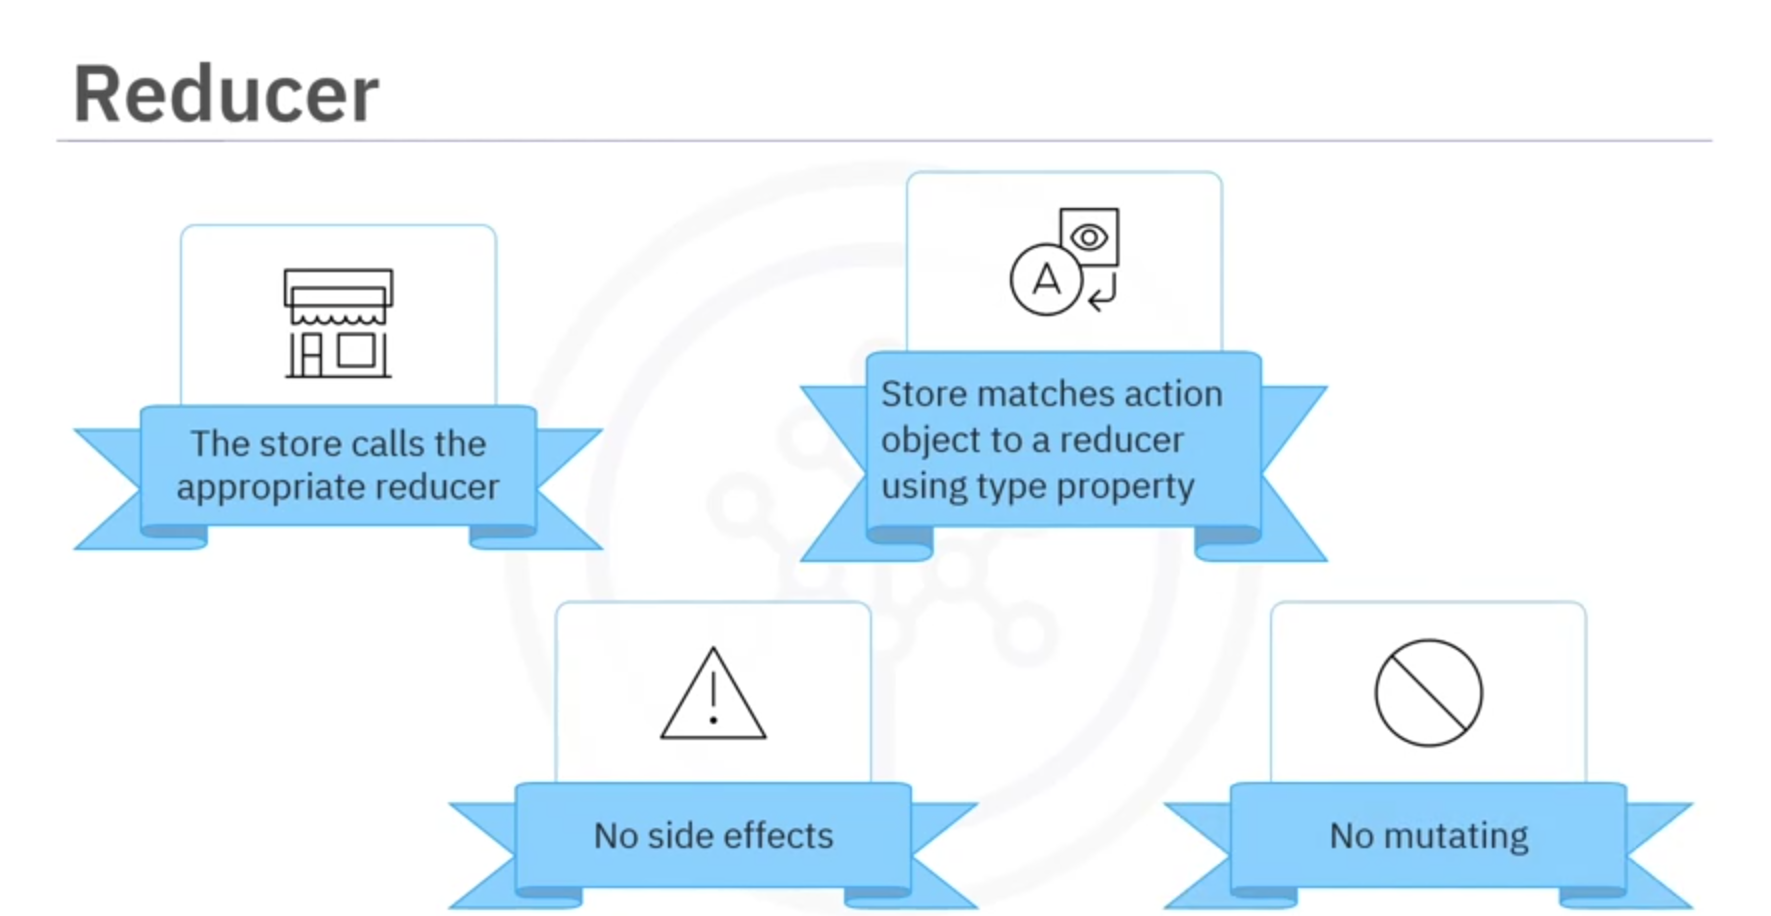 Reducer
The store calls the
appropriate reducer
A
Store matches action
object to a reducer
using type property
No side effects
No mutating